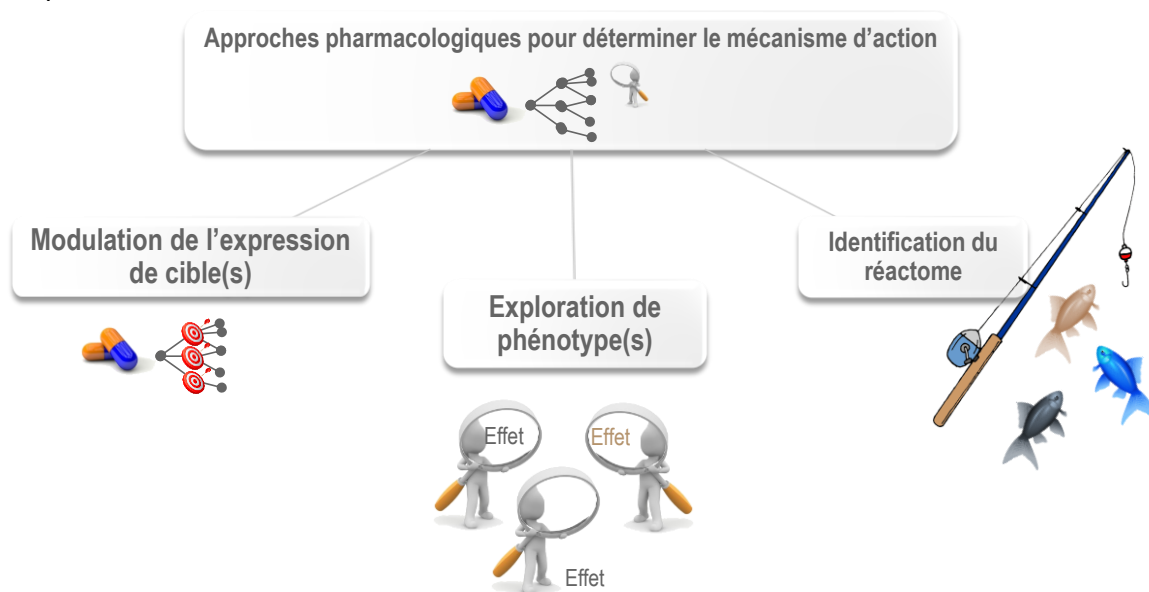 Approches pharmacologiques pour déterminer le mécanisme d’action
Modulation de l’expression
de cible(s)
Exploration de
phénotype(s)
Identification du
réactome
Effet
Effet
Effet